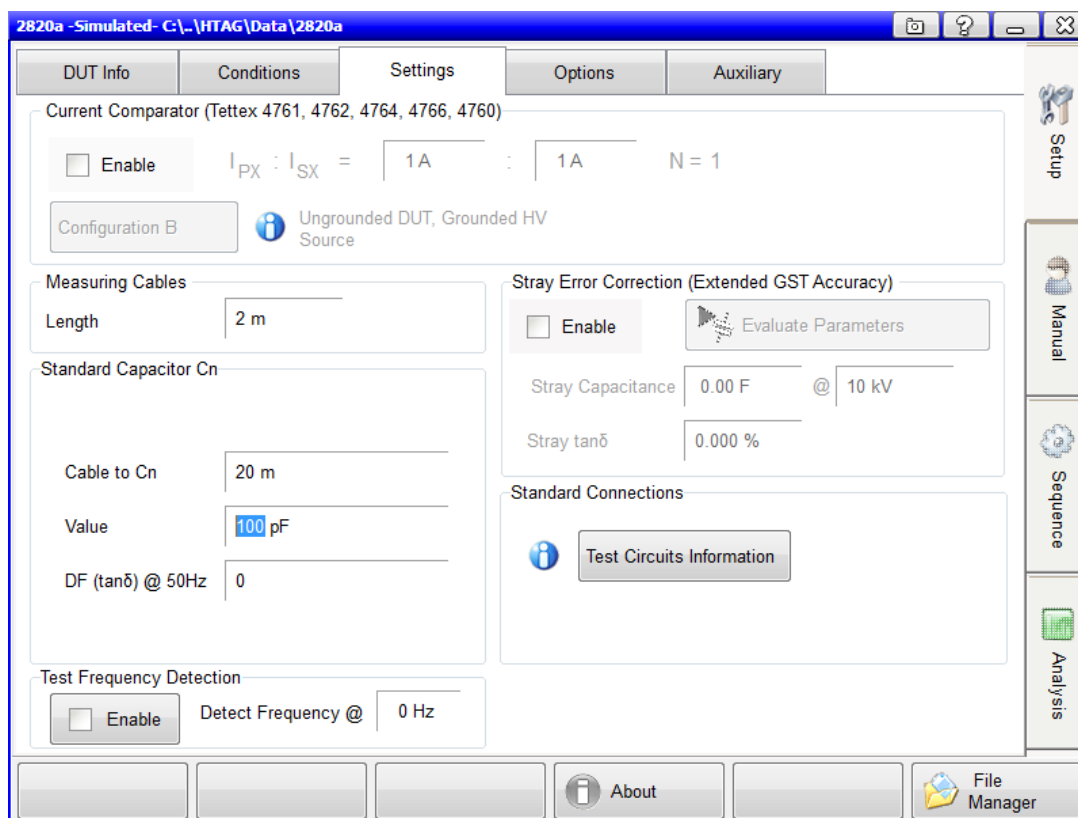 2820a -Simulated- C:\..\HTAG\Data\2820a
DUT Info
Conditions
Settings
Options
Auxiliary
Current Comparator (Tettex 4761, 4762, 4764, 4766, 4760)
Enable
I PX : I SX =
1 A
:
1 A
N = 1
Configuration B
Ungrounded DUT, Grounded HV
Source
Measuring Cables
Length
2 m
Standard Capacitor Cn
Cable to Cn
20 m
Value
100 pF
DF (tanδ) @ 50Hz
0
Test Frequency Detection
Enable
Detect Frequency @
0 Hz
Stray Error Correction (Extended GST Accuracy)
Enable
Evaluate Parameters
Stray Capacitance
0.00 F
@
10 kV
Stray tanδ
0.000 %
Standard Connections
Test Circuits Information
Setup
Manual
Sequence
Analysis
About
File
Manager